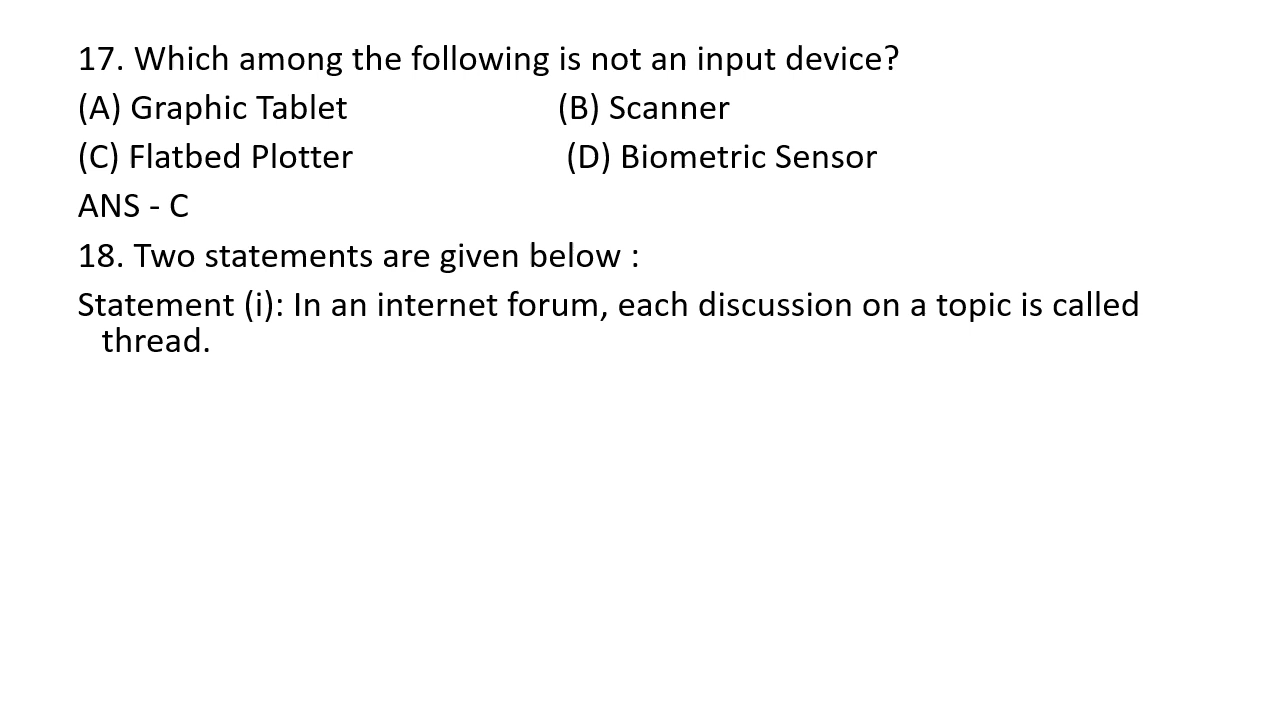 17. Which among the following is not an input device?
(A) Graphic Tablet (B) Scanner
(C) Flatbed Plotter (D) Biometric Sensor
ANS - C
18. Two statements are given below :
Statement (i): In an internet forum, each discussion on a topic is called
thread.